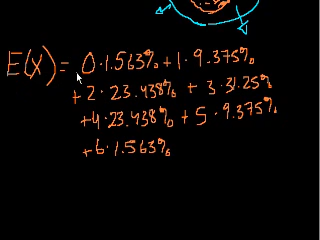 E(X) = 0·1.563% + 1·9.375%
+ 2·23.438% + 3·31.25%
+4·23.438% + 5·9.375%
+6·1.563%